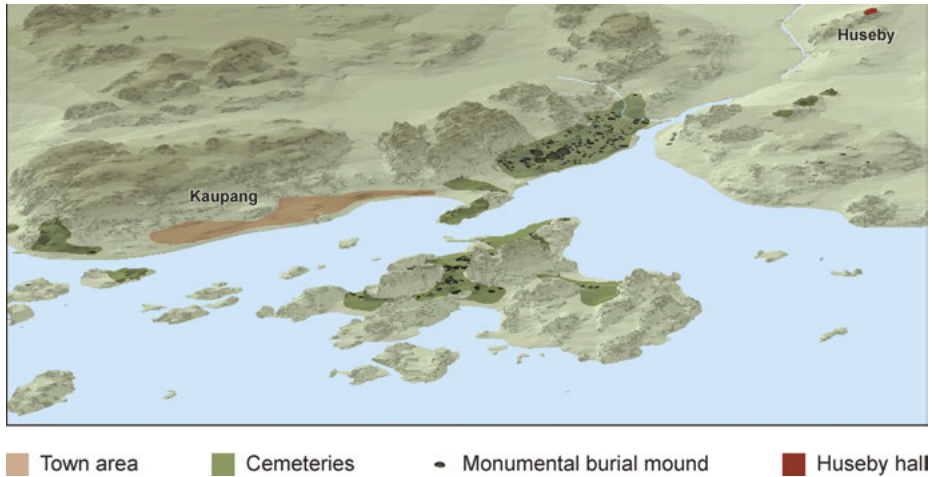 Huseby
Kaupang
Town area
Cemeteries
Monumental burial mound
Huseby hall